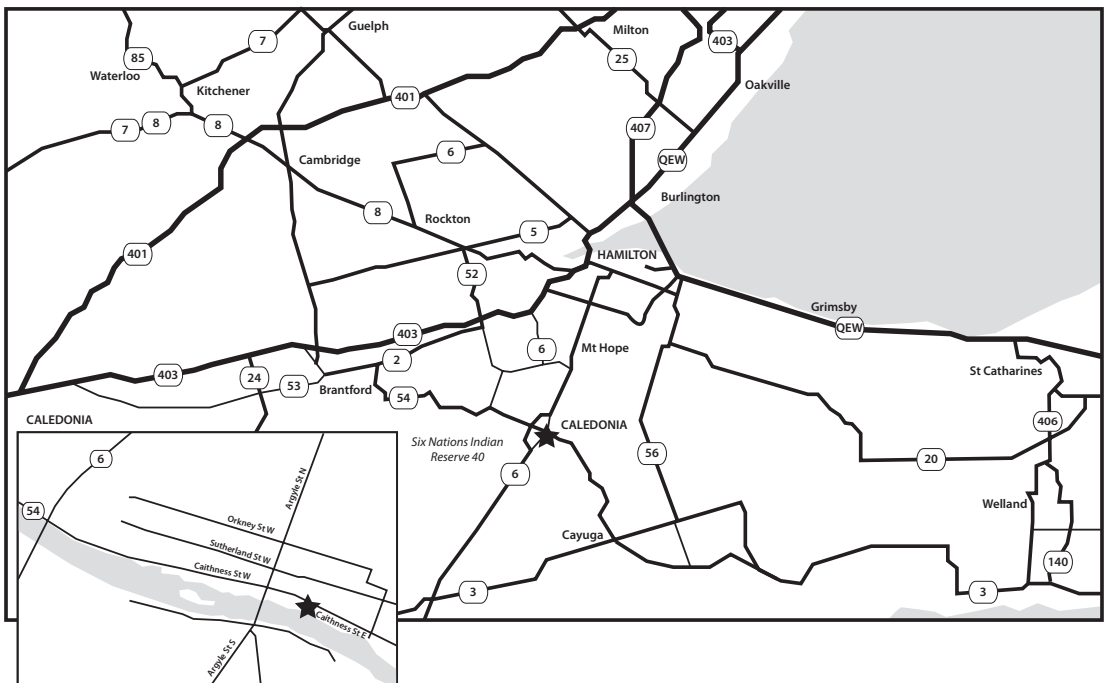 Guelph
Milton
403
7
85
25
Waterloo
Kitchener
Oakville
401
7
8
8
407
6
QEW
Cambridge
Burlington
8
Rockton
5
HAMILTON
401
52
Grimsby
QEW
403
6
Mt Hope
2
403
24
53
Brantford
54
St Catharines
CALEDONIA
CALEDONIA
406
Six Nations Indian
Reserve 40
56
20
6
Welland
Cayuga
140
3
3
6
54
Argyle St N
Orkney St W
Sutherland St W
Caithness St W
Caithness St E
Argyle St S